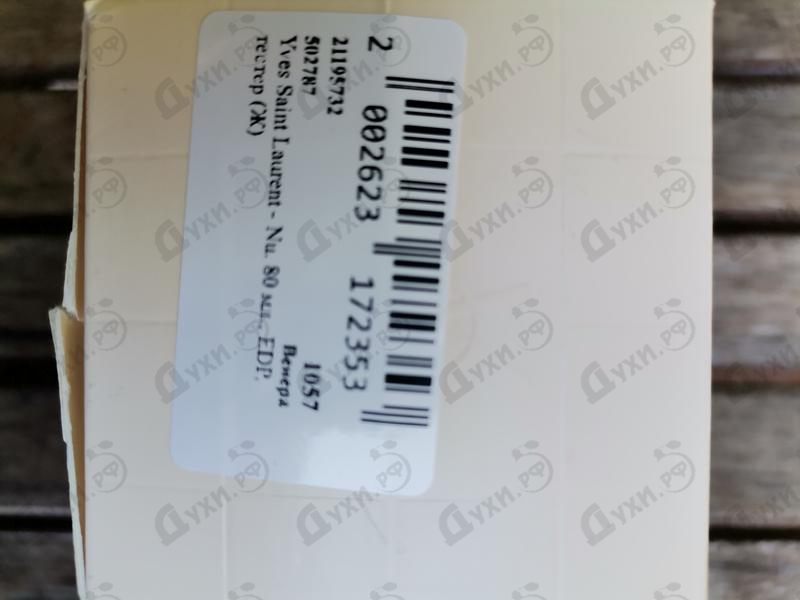 2 002623 172353
21195732 1057
502787 Венера
Yves Saint Laurent - Nu. 80 мл., EDP.
тестер (Ж)
Духи.рф